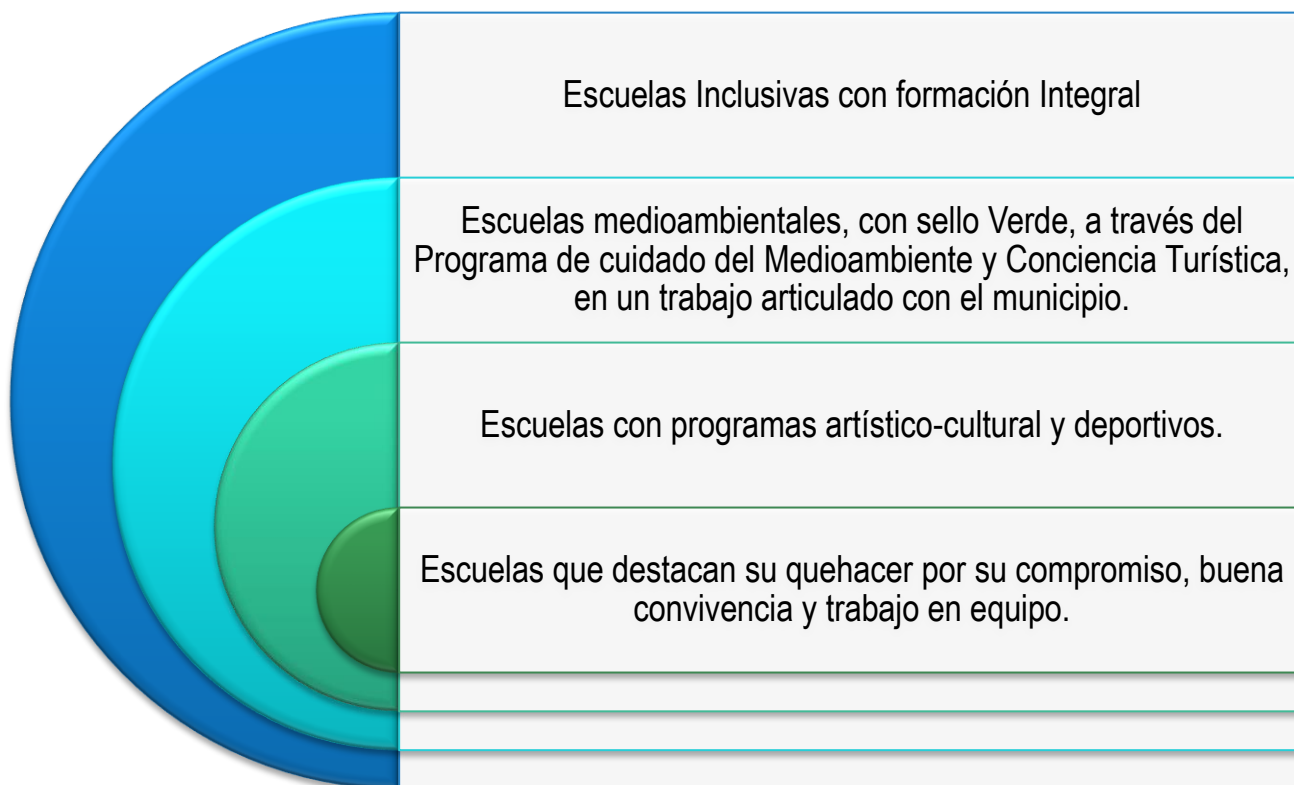 Escuelas Inclusivas con formación Integral
Escuelas medioambientales, con sello Verde, a través del
Programa de cuidado del Medioambiente y Conciencia Turística,
en un trabajo articulado con el municipio.
Escuelas con programas artístico-cultural y deportivos.
Escuelas que destacan su quehacer por su compromiso, buena
convivencia y trabajo en equipo.